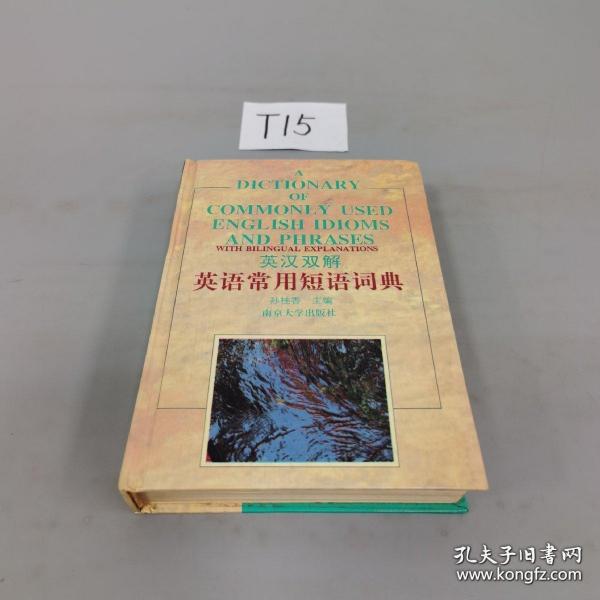 T15
A
DICTIONARY
OF
COMMONLY USED
ENGLISH IDIOMS
AND PHRASES
WITH BILINGUAL EXPLANATIONS
英汉双解
英语常用短语词典
孙桂香 主编
南京大学出版社
孔夫子旧书网
www.kongfz.com